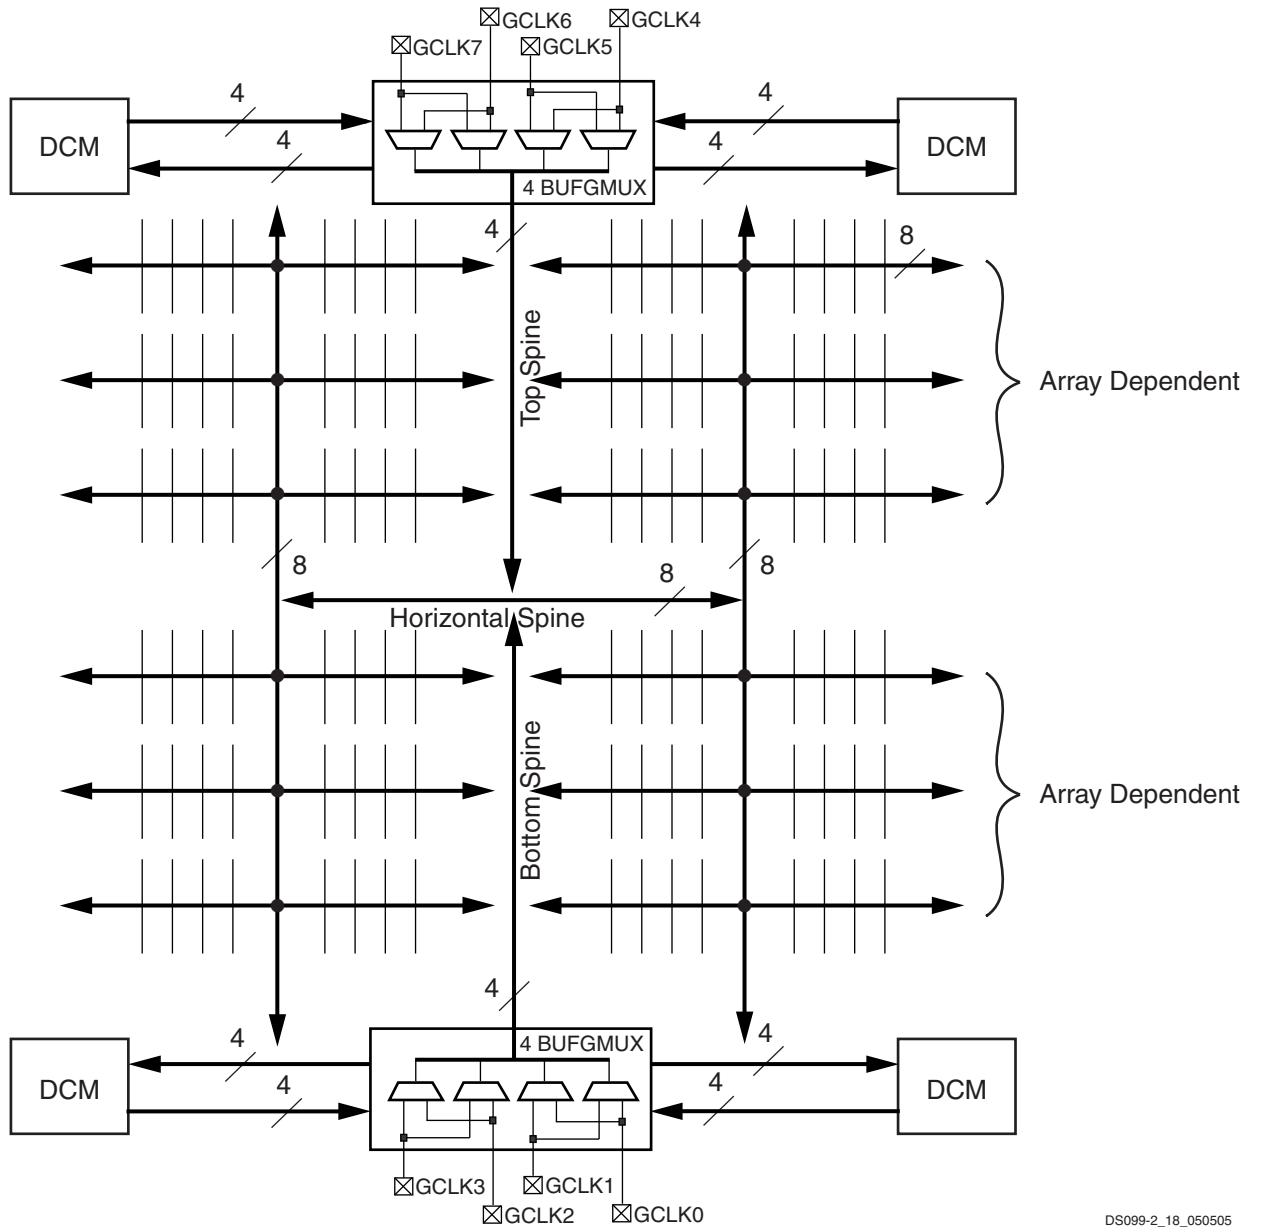 GCLK6
GCLK4
GCLK7
GCLK5
4
4
DCM
DCM
4
4
4 BUFGMUX
4
8
Top Spine
Array Dependent
8
8
8
Horizontal Spine
Bottom Spine
Array Dependent
4
4 BUFGMUX
4
4
DCM
DCM
4
4
GCLK3
GCLK1
GCLK2
GCLK0
DS099-2_18_050505